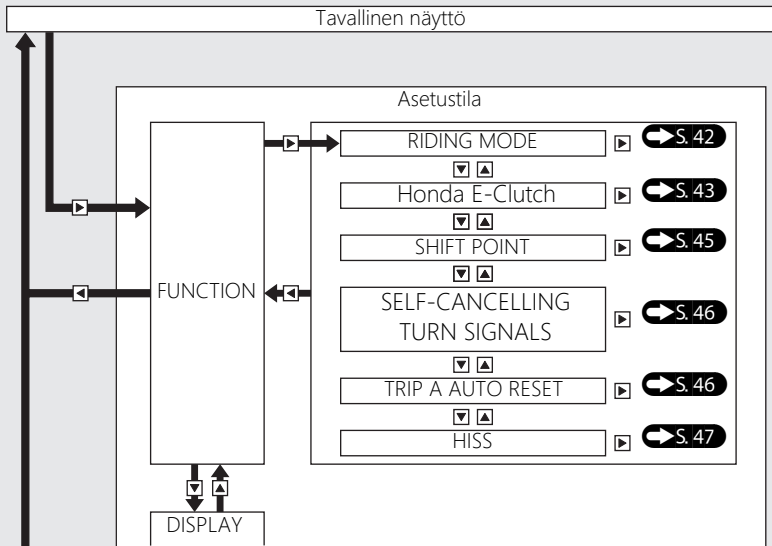 Tavallinen näyttö
Asetustila
RIDING MODE
S. 42
Honda E-Clutch
S. 43
SHIFT POINT
S. 45
FUNCTION
SELF-CANCELLING
TURN SIGNALS
S. 46
TRIP A AUTO RESET
S. 46
HISS
S. 47
DISPLAY